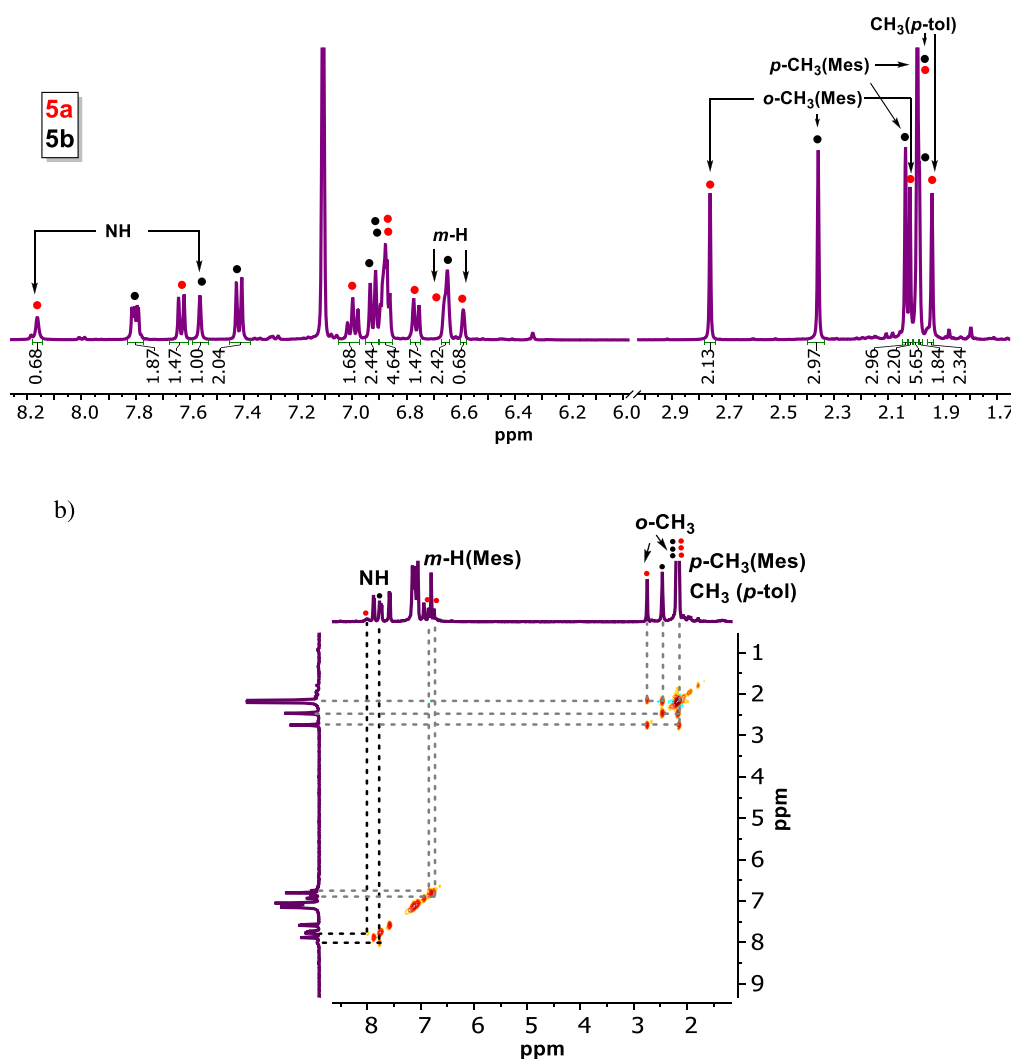 CH₃(p-tol)
p-CH₃(Mes)
o-CH₃(Mes)
5a
5b
NH
m-H
0.68 1.87 1.47 1.00 2.04 1.68 2.44 4.64 1.47 2.42 0.68 2.13 2.97 2.96 2.20 5.65 1.84 2.34
8.2 8.0 7.8 7.6 7.4 7.2 7.0 6.8 6.6 6.4 6.2 6.0 2.9 2.7 2.5 2.3 2.1 1.9 1.7
ppm
b)
o-CH₃
m-H(Mes)
p-CH₃(Mes)
NH
CH₃ (p-tol)
1
2
3
4
5
6
7
8
9
ppm
8 7 6 5 4 3 2
ppm